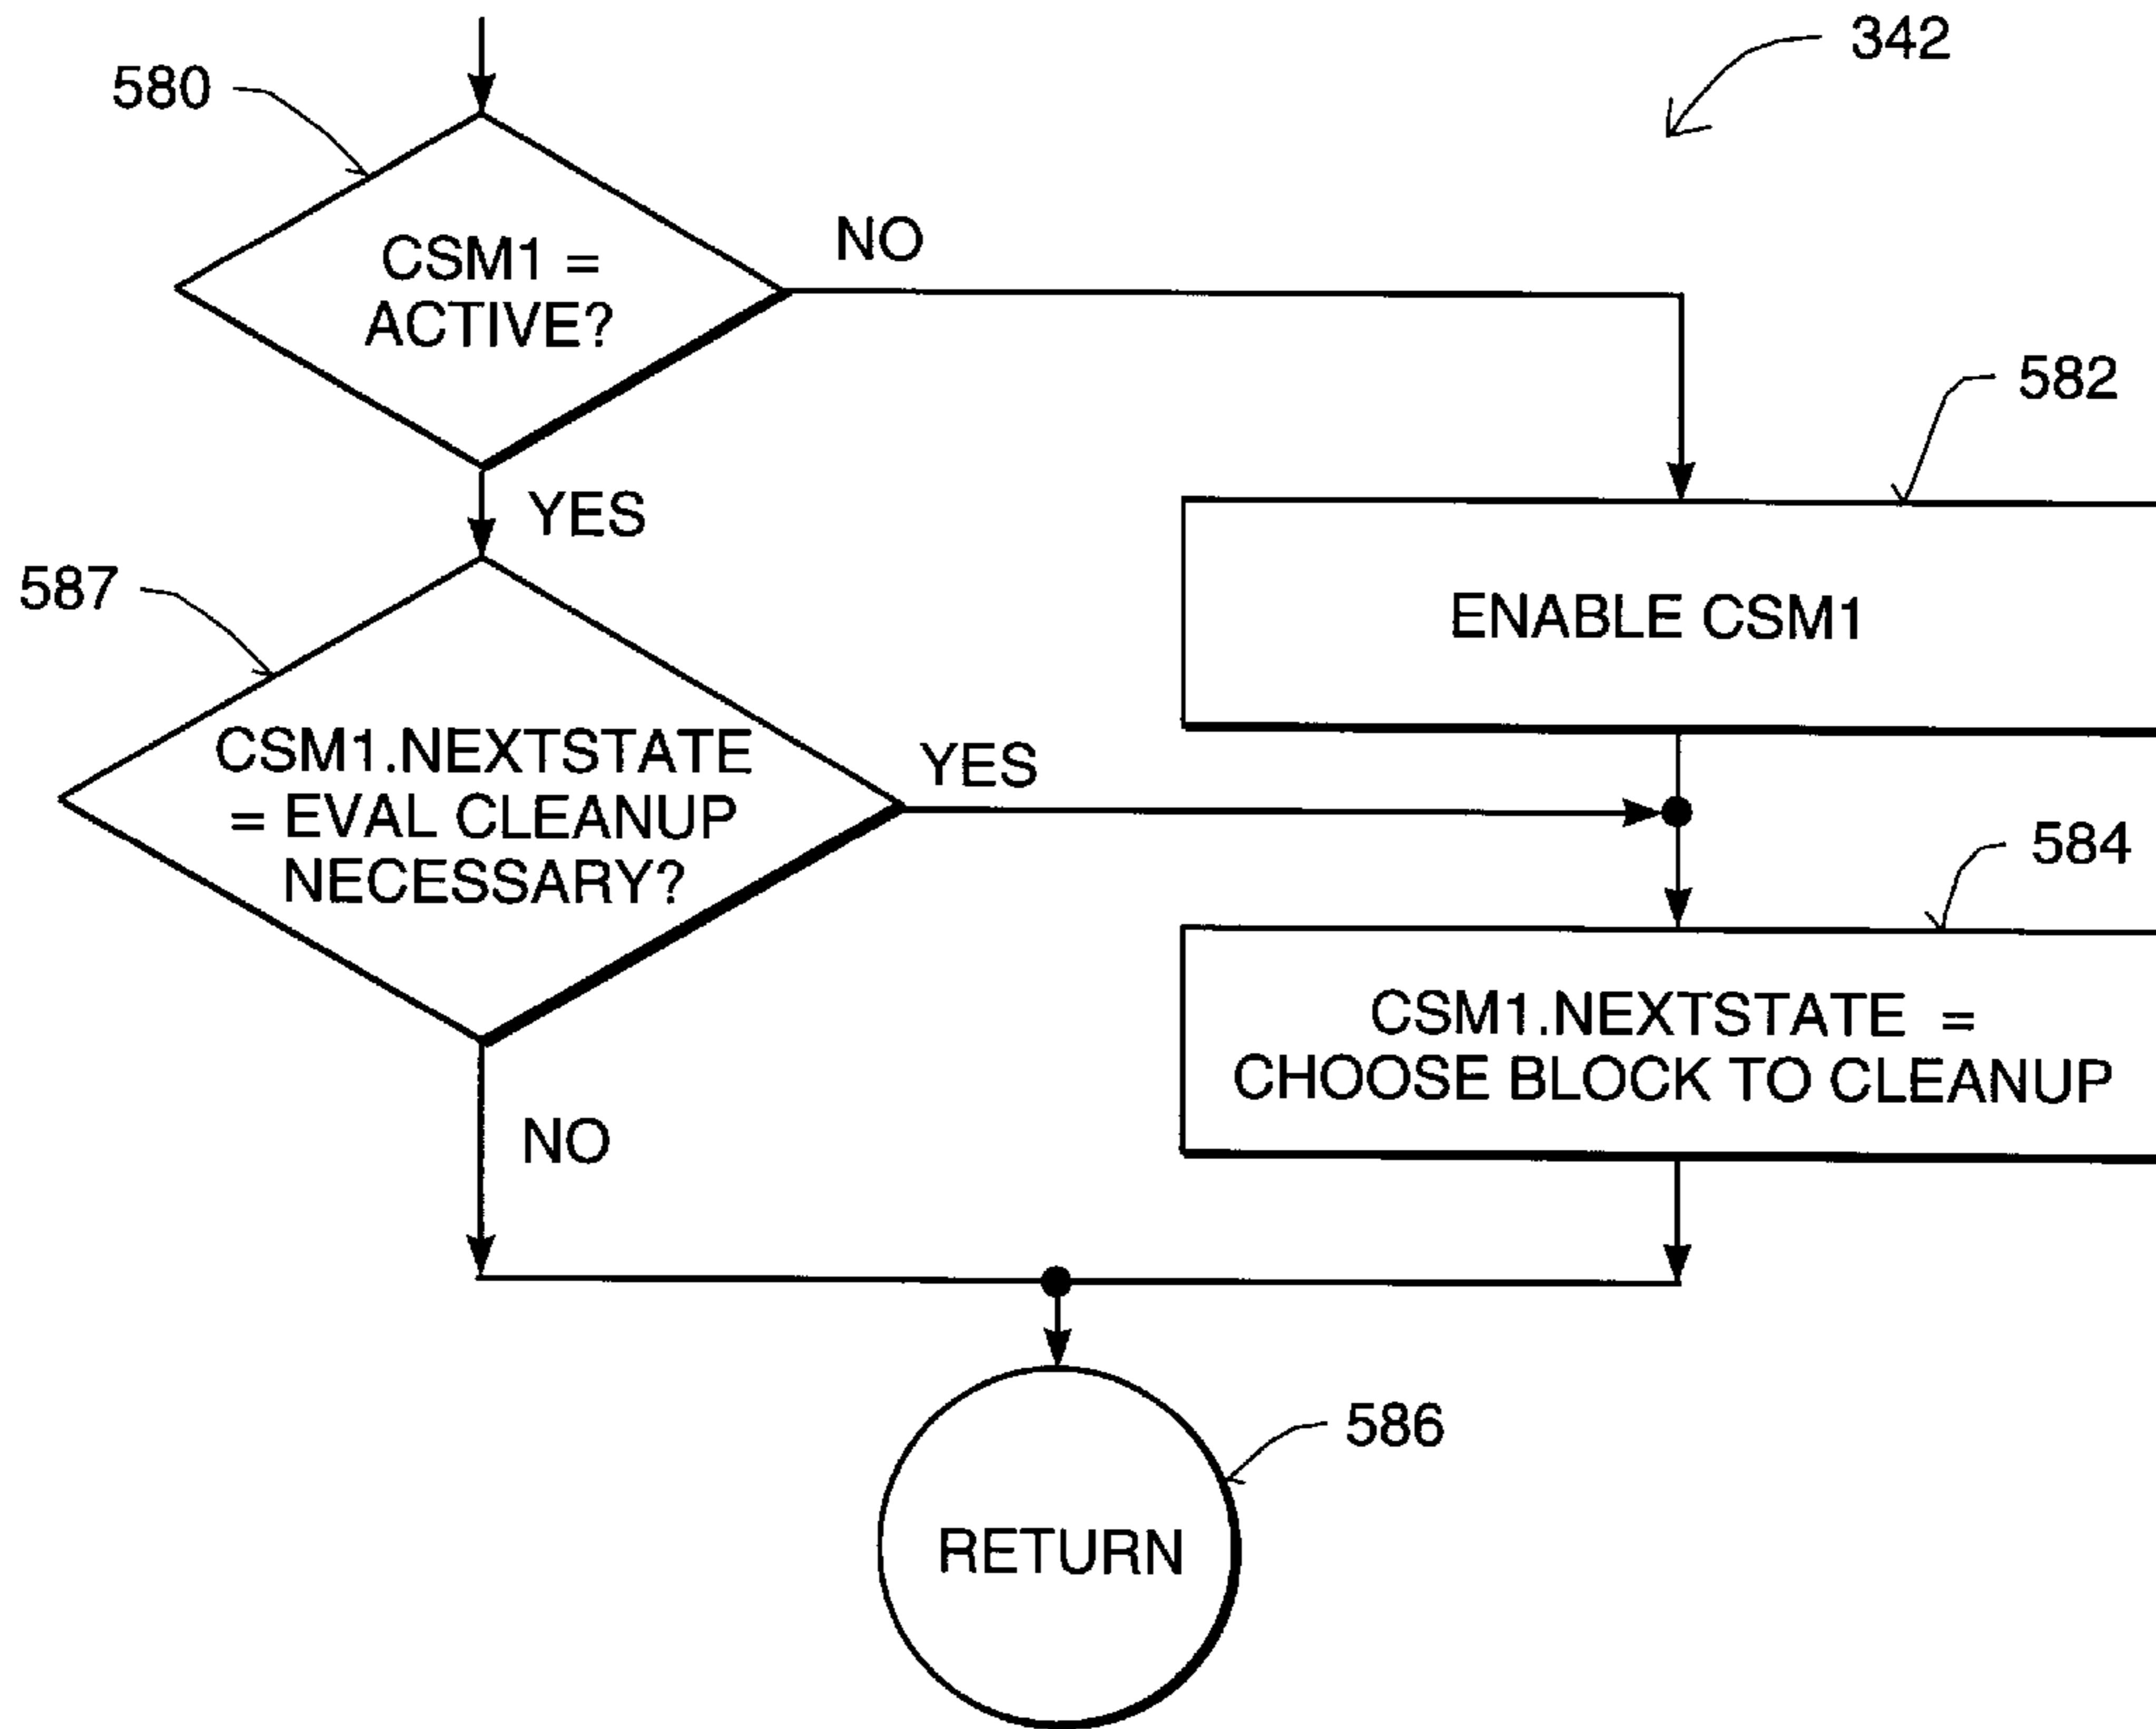 342
580
CSM1 =
ACTIVE?
NO
YES
582
ENABLE CSM1
587
CSM1.NEXTSTATE
= EVAL CLEANUP
NECESSARY?
YES
584
CSM1.NEXTSTATE =
CHOOSE BLOCK TO CLEANUP
NO
586
RETURN